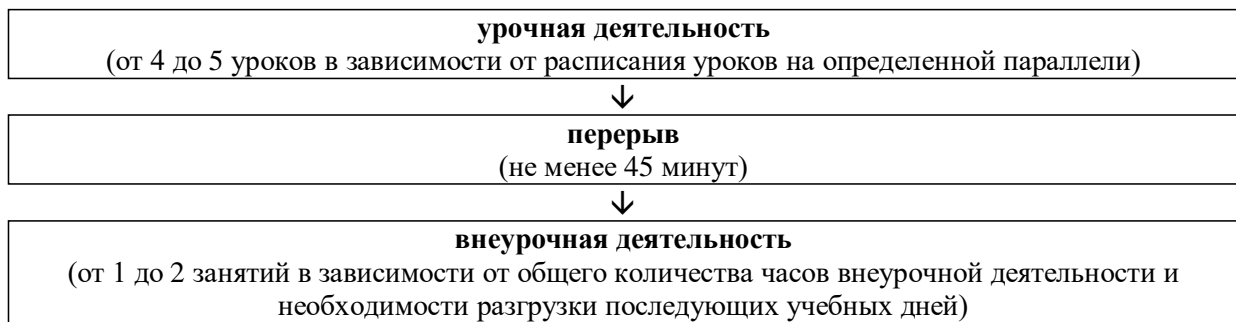 урочная деятельность
(от 4 до 5 уроков в зависимости от расписания уроков на определенной параллели)
перерыв
(не менее 45 минут)
внеурочная деятельность
(от 1 до 2 занятий в зависимости от общего количества часов внеурочной деятельности и
необходимости разгрузки последующих учебных дней)